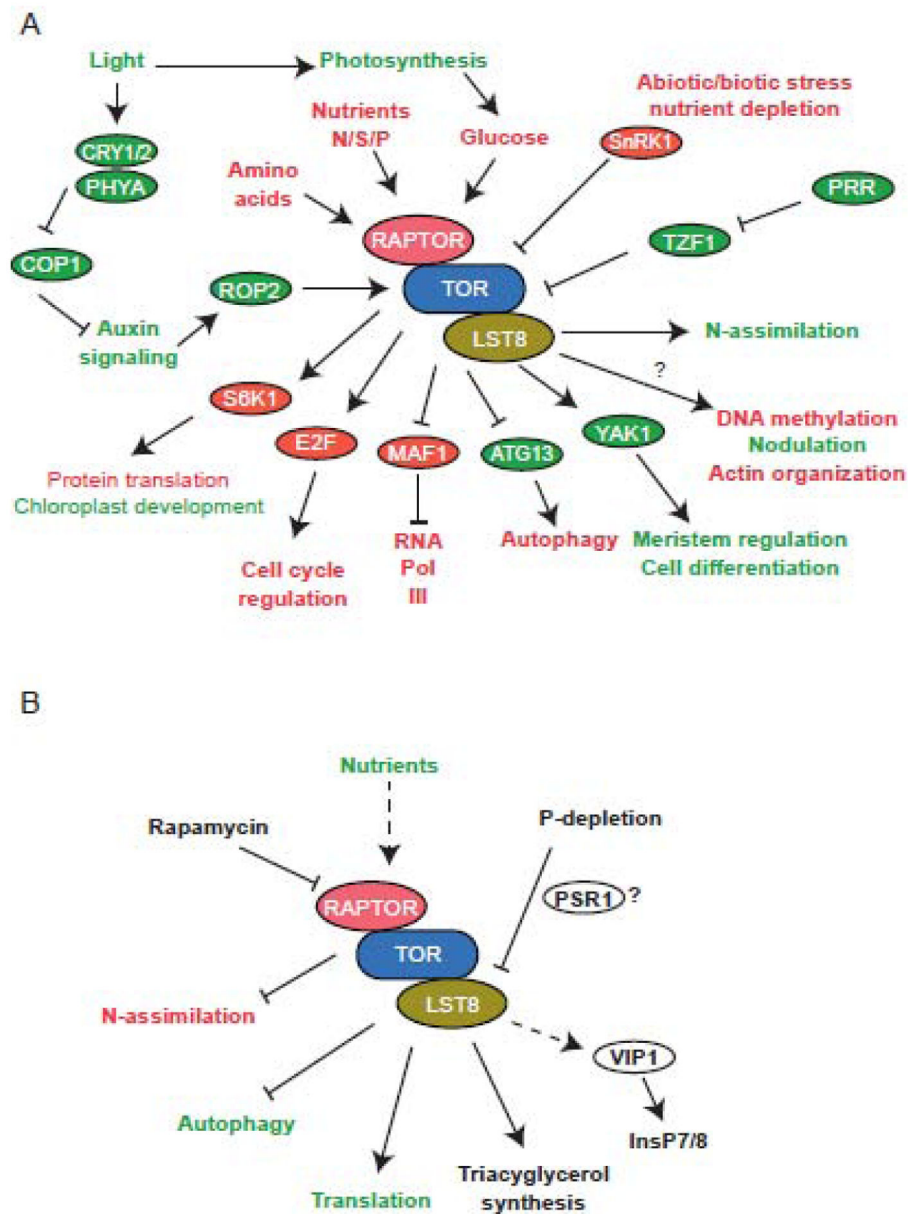 A
Light
Photosynthesis
Abiotic/biotic stress
nutrient depletion
Nutrients
N/S/P
Glucose
SnRK1
CRY1/2
PHYA
Amino
acids
PRR
RAPTOR
TZF1
COP1
ROP2
TOR
Auxin
signaling
LST8
N-assimilation
?
S6K1
DNA methylation
Nodulation
Actin organization
E2F
MAF1
ATG13
YAK1
Protein translation
Chloroplast development
RNA
Pol
III
Autophagy
Meristem regulation
Cell differentiation
Cell cycle
regulation
B
Nutrients
Rapamycin
P-depletion
PSR1
?
RAPTOR
TOR
LST8
N-assimilation
VIP1
Autophagy
InsP7/8
Translation
Triacyglycerol
synthesis